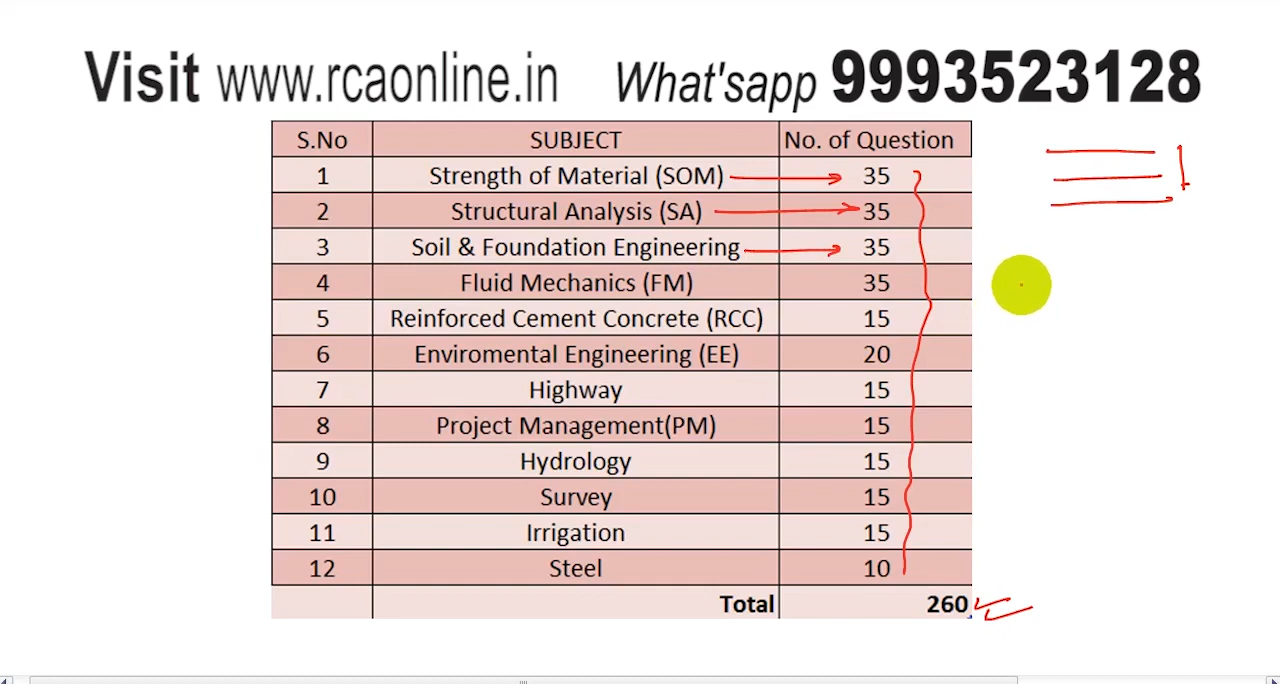 Visit www.rcaonline.in What'sapp 9993523128
S.No SUBJECT No. of Question
1 Strength of Material (SOM) 35
2 Structural Analysis (SA) 35
3 Soil & Foundation Engineering 35
4 Fluid Mechanics (FM) 35
5 Reinforced Cement Concrete (RCC) 15
6 Enviromental Engineering (EE) 20
7 Highway 15
8 Project Management(PM) 15
9 Hydrology 15
10 Survey 15
11 Irrigation 15
12 Steel 10
Total 260